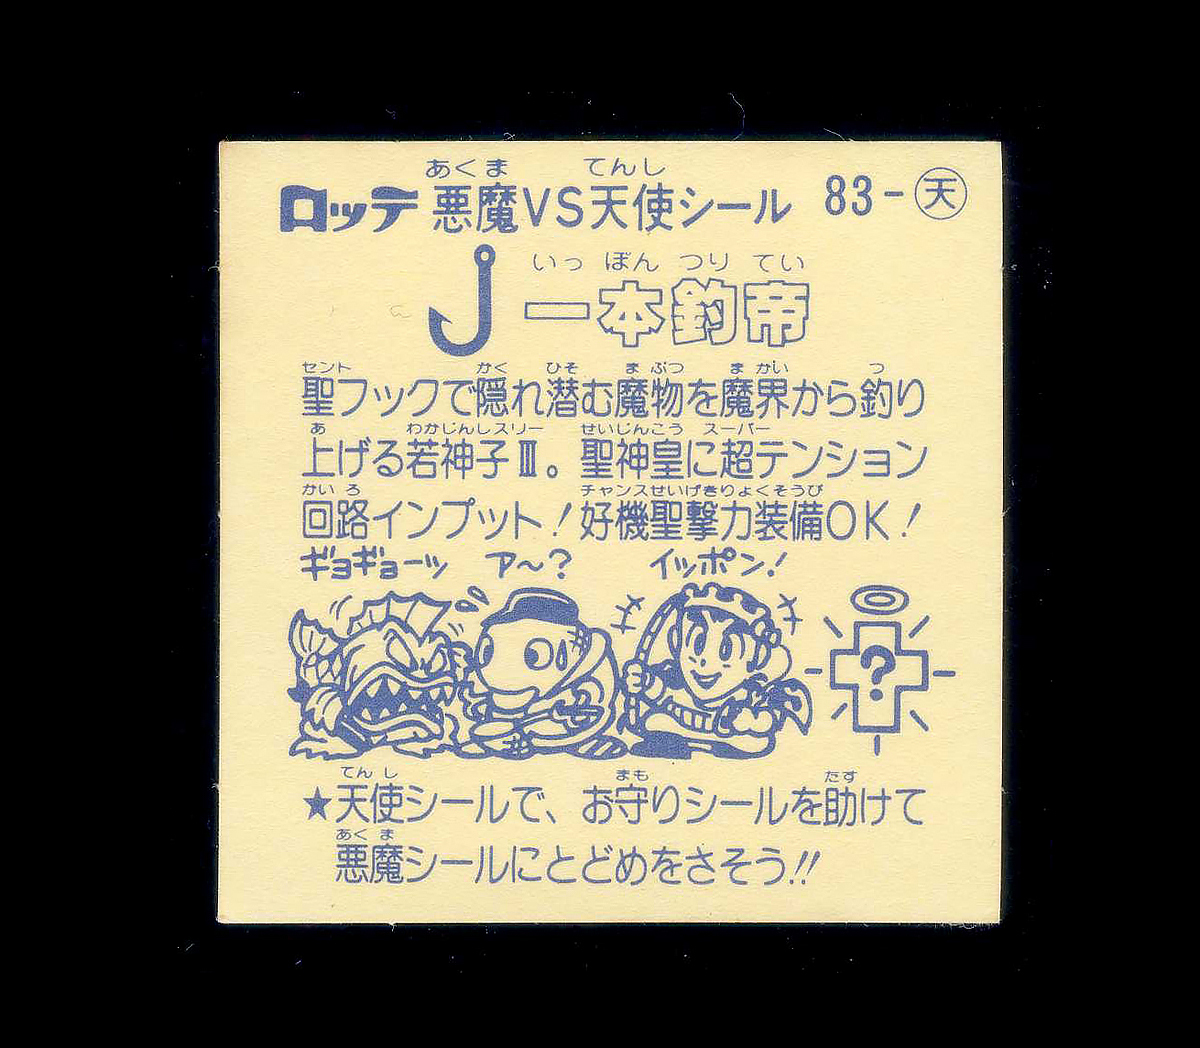 あくま てんし
ロッテ 悪魔VS天使シール 83-天
いっ ぽん つり てい
一本釣帝
セント かく ひそ ま ぶつ ま かい つ
聖フックで隠れ潜む魔物を魔界から釣り
あ わかじんしスリー せいじんこう スーパー
上げる若神子Ⅲ。聖神皇に超テンション
かい ろ チャンスせいげきりょくそうび
回路インプット!好機聖撃力装備OK!
ギョギョーッ ア〜? イッポン!
?
てん し まも たす
★天使シールで、お守りシールを助けて
あく ま
悪魔シールにとどめをさそう!!